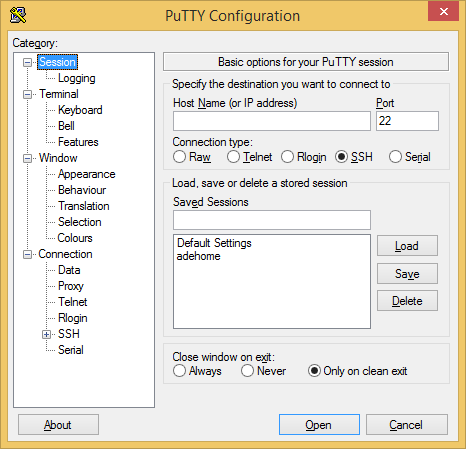 PuTTY Configuration
Category:
Session
Logging
Terminal
Keyboard
Bell
Features
Window
Appearance
Behaviour
Translation
Selection
Colours
Connection
Data
Proxy
Telnet
Rlogin
SSH
Serial
Basic options for your PuTTY session
Specify the destination you want to connect to
Host Name (or IP address) Port
22
Connection type:
Raw Telnet Rlogin SSH Serial
Load, save or delete a stored session
Saved Sessions
Default Settings
adehome
Load
Save
Delete
Close window on exit:
Always Never Only on clean exit
About Open Cancel